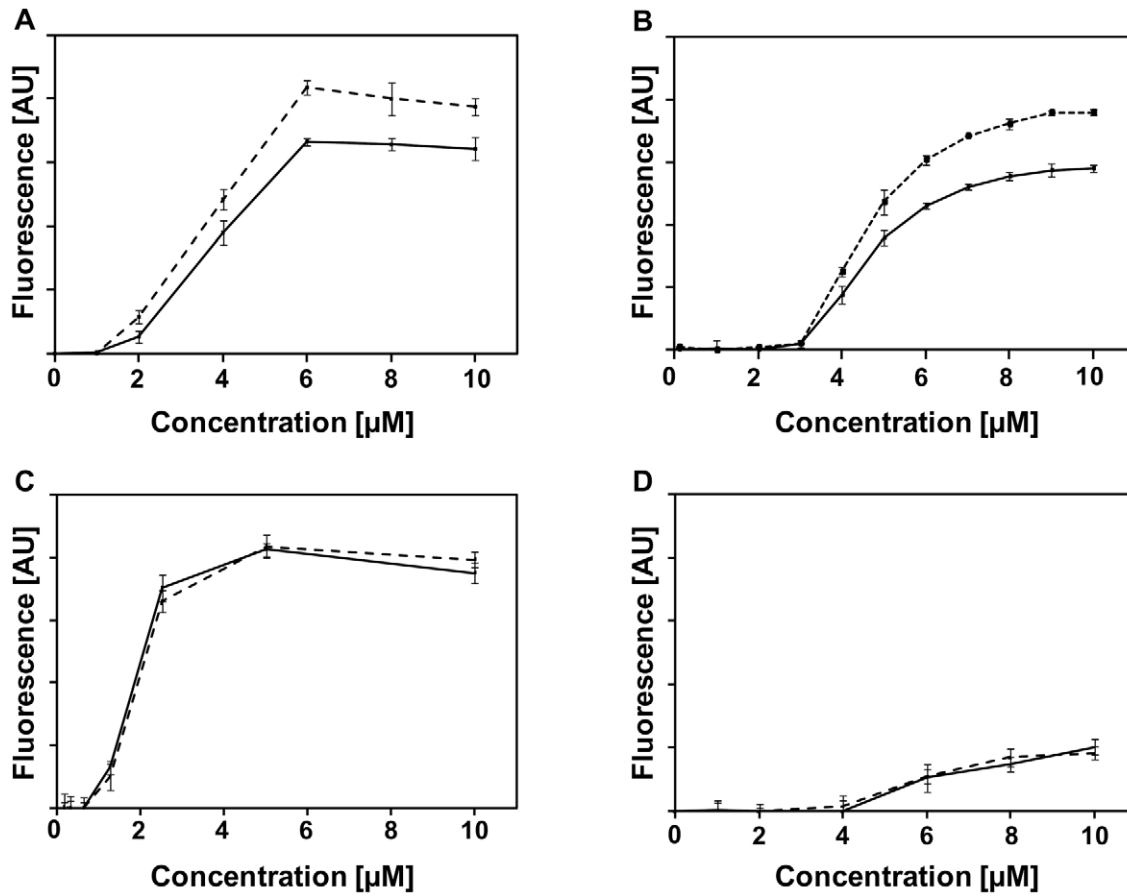 A
Fluorescence [AU]
0 2 4 6 8 10
Concentration [µM]
B
Fluorescence [AU]
0 2 4 6 8 10
Concentration [µM]
C
Fluorescence [AU]
0 2 4 6 8 10
Concentration [µM]
D
Fluorescence [AU]
0 2 4 6 8 10
Concentration [µM]